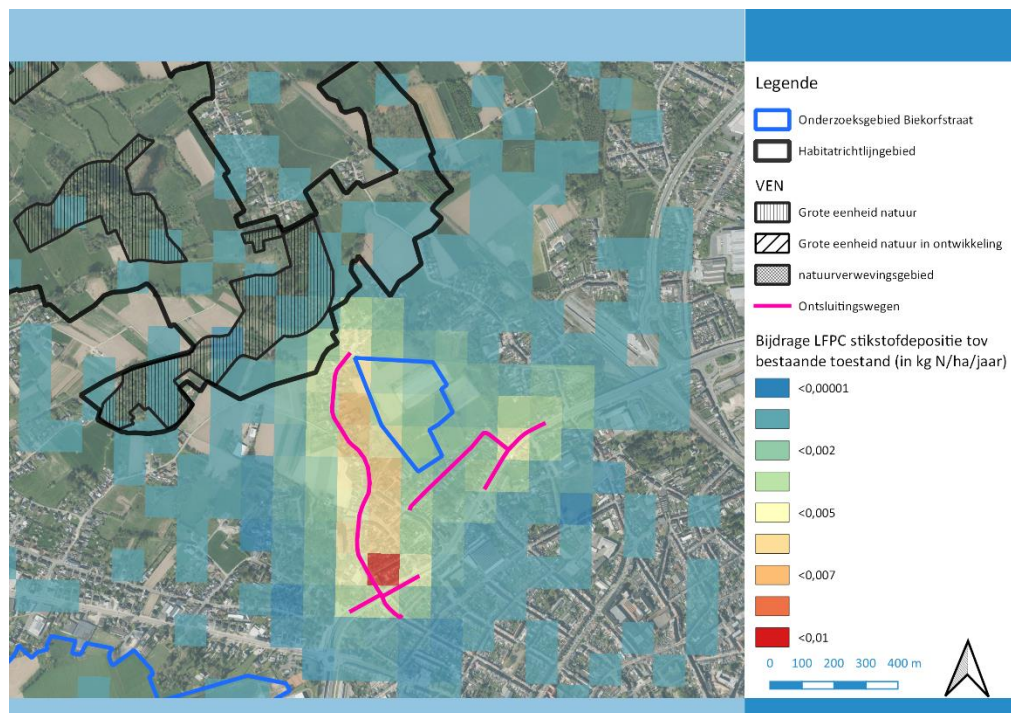 Legende
Onderzoeksgebied Biekorfstraat
Habitatrichtlijngebied
VEN
Grote eenheid natuur
Grote eenheid natuur in ontwikkeling
natuurverwevingsgebied
Ontsluitingswegen
Bijdrage LFPC stikstofdepositie tov
bestaande toestand (in kg N/ha/jaar)
<0,00001
<0,002
<0,005
<0,007
<0,01
0 100 200 300 400 m